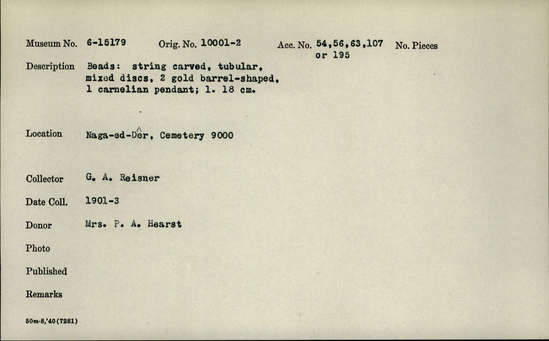 Museum No. 6-15179 Orig. No. 10001-2 Acc. No. 54,56,63,107 No. Pieces
or 195
Description Beads: string carved, tubular,
mixed discs, 2 gold barrel-shaped,
1 carnelian pendant; l. 18 cm.
Location Naga-ed-Dêr, Cemetery 9000
Collector G. A. Reisner
Date Coll. 1901-3
Donor Mrs. P. A. Hearst
Photo
Published
Remarks
50m-8,'40(7281)